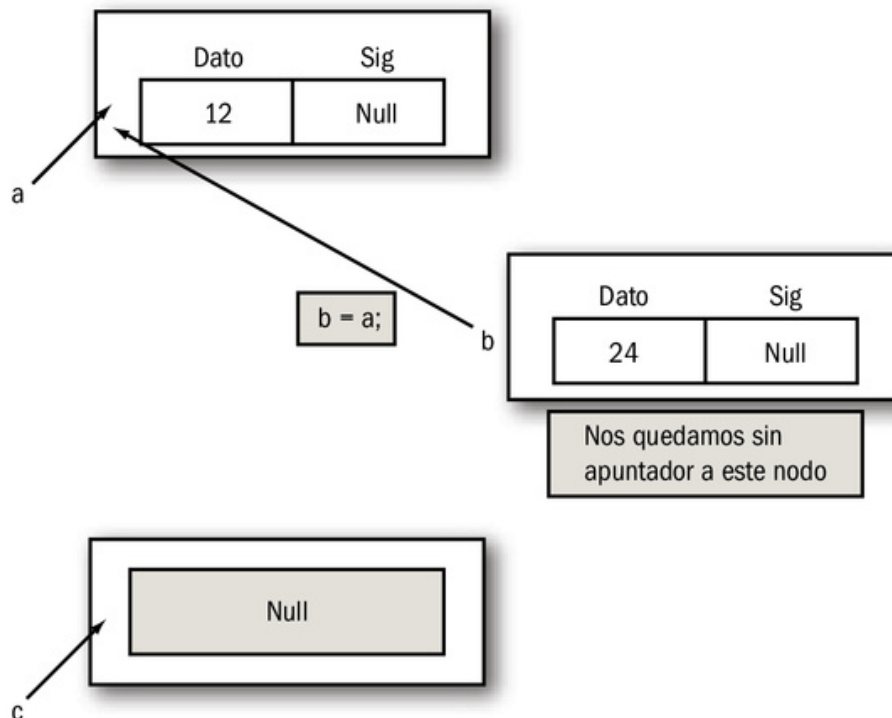 Dato Sig
12 Null
a
Dato Sig
b = a;
b
24 Null
Nos quedamos sin
apuntador a este nodo
Null
c